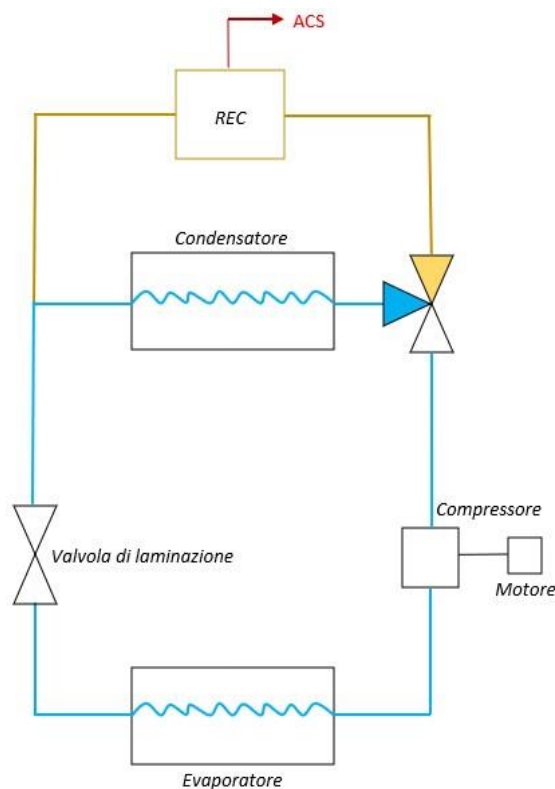 ACS
REC
Condensatore
Compressore
Valvola di laminazione
Motore
Evaporatore